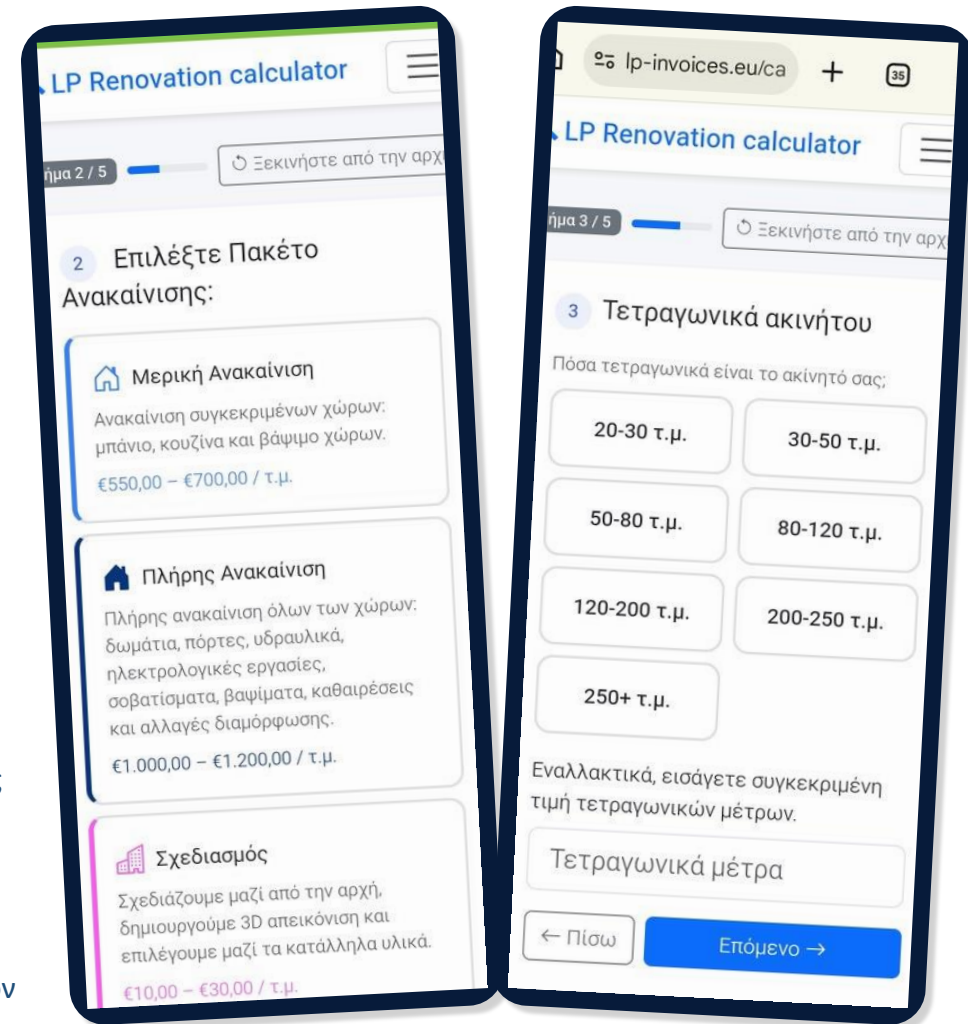 LP Renovation calculator
ήμα 2 / 5
Ξεκινήστε από την αρχ
2 Επιλέξτε Πακέτο
Ανακαίνισης:
Μερική Ανακαίνιση
Ανακαίνιση συγκεκριμένων χώρων:
μπάνιο, κουζίνα και βάψιμο χώρων.
€550,00 – €700,00 / τ.μ.
Πλήρης Ανακαίνιση
Πλήρης ανακαίνιση όλων των χώρων:
δωμάτια, πόρτες, υδραυλικά,
ηλεκτρολογικές εργασίες,
σοβατίσματα, βαψίματα, καθαιρέσεις
και αλλαγές διαμόρφωσης.
€1.000,00 – €1.200,00 / τ.μ.
Σχεδιασμός
Σχεδιάζουμε μαζί από την αρχή,
δημιουργούμε 3D απεικόνιση και
επιλέγουμε μαζί τα κατάλληλα υλικά.
€10,00 – €30,00 / τ.μ.
lp-invoices.eu/ca
35
LP Renovation calculator
ήμα 3 / 5
Ξεκινήστε από την αρχ
3 Τετραγωνικά ακινήτου
Πόσα τετραγωνικά είναι το ακίνητό σας;
20-30 τ.μ.
30-50 τ.μ.
50-80 τ.μ.
80-120 τ.μ.
120-200 τ.μ.
200-250 τ.μ.
250+ τ.μ.
Εναλλακτικά, εισάγετε συγκεκριμένη
τιμή τετραγωνικών μέτρων.
Τετραγωνικά μέτρα
← Πίσω
Επόμενο →